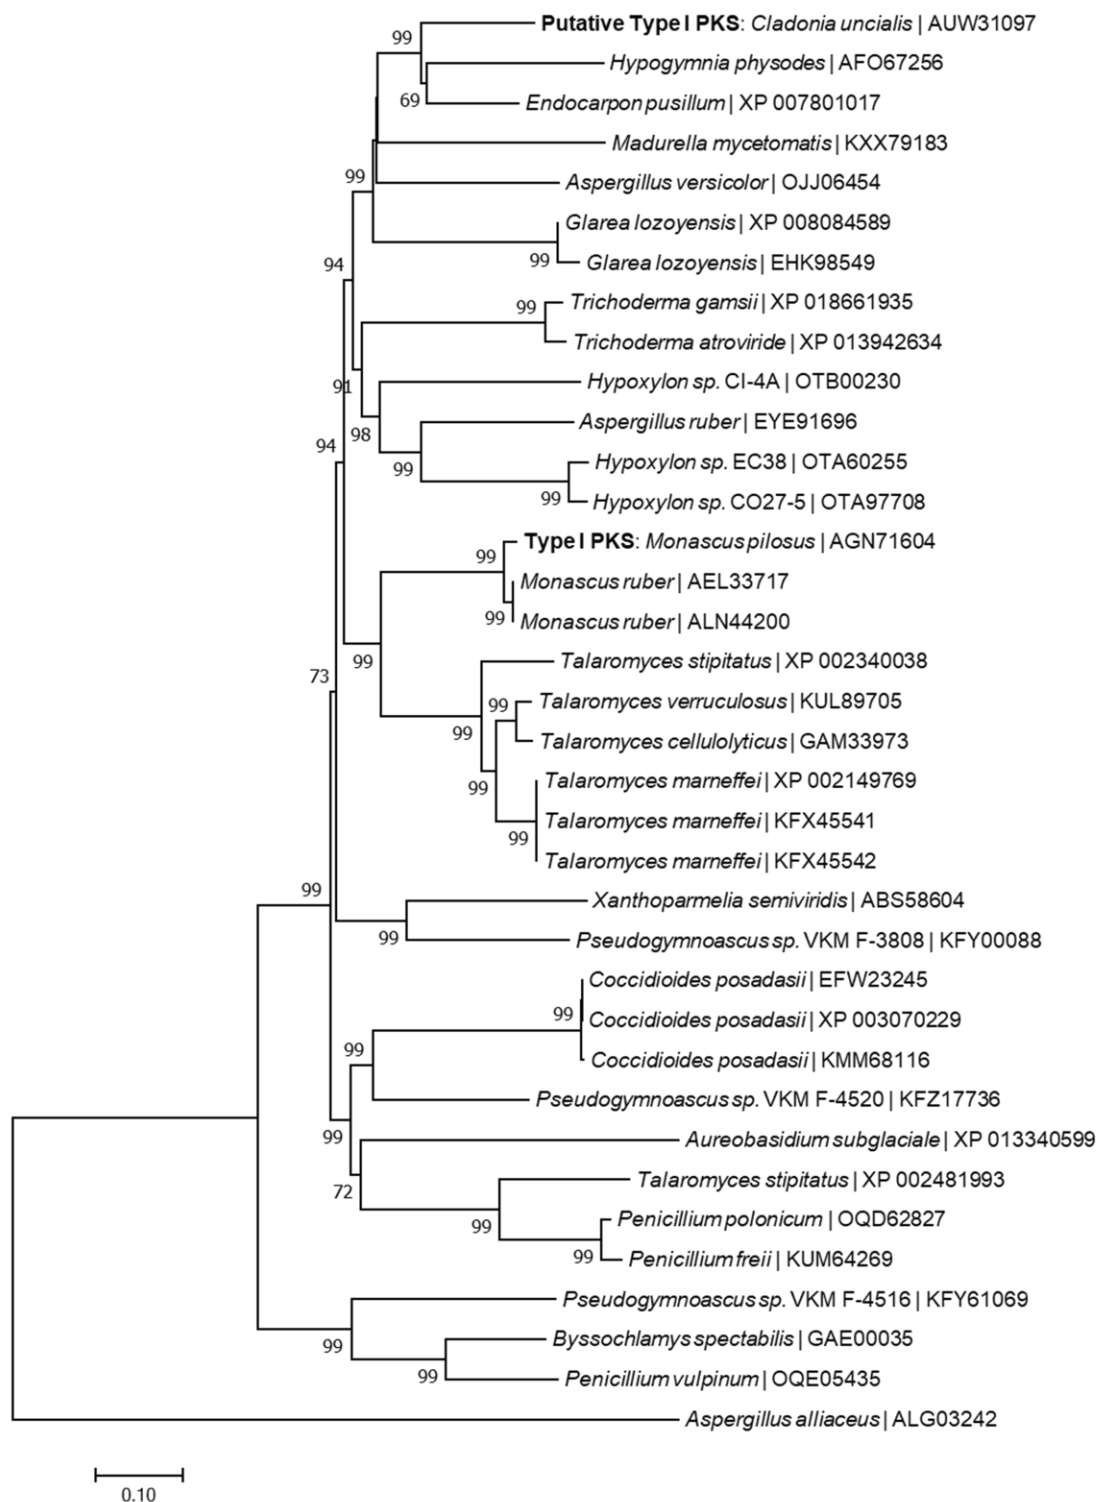 Putative Type I PKS: Cladonia uncialis | AUW31097
99
Hypogymnia physodes | AFO67256
69
Endocarpon pusillum | XP 007801017
Madurella mycetomatis | KXX79183
99
Aspergillus versicolor | OJJ06454
Glarea lozoyensis | XP 008084589
99
Glarea lozoyensis | EHK98549
94
Trichoderma gamsii | XP 018661935
99
Trichoderma atroviride | XP 013942634
91
Hypoxylon sp. CI-4A | OTB00230
Aspergillus ruber | EYE91696
98
94
99
Hypoxylon sp. EC38 | OTA60255
99
Hypoxylon sp. CO27-5 | OTA97708
Type I PKS: Monascus pilosus | AGN71604
99
Monascus ruber | AEL33717
99
Monascus ruber | ALN44200
99
Talaromyces stipitatus | XP 002340038
73
99
Talaromyces verruculosus | KUL89705
99
Talaromyces cellulolyticus | GAM33973
99
Talaromyces marneffei | XP 002149769
Talaromyces marneffei | KFX45541
99
Talaromyces marneffei | KFX45542
99
Xanthoparmelia semiviridis | ABS58604
99
Pseudogymnoascus sp. VKM F-3808 | KFY00088
Coccidioides posadasii | EFW23245
99
Coccidioides posadasii | XP 003070229
99
Coccidioides posadasii | KMM68116
Pseudogymnoascus sp. VKM F-4520 | KFZ17736
99
Aureobasidium subglaciale | XP 013340599
72
Talaromyces stipitatus | XP 002481993
99
Penicillium polonicum | OQD62827
99
Penicillium freii | KUM64269
Pseudogymnoascus sp. VKM F-4516 | KFY61069
99
Byssochlamys spectabilis | GAE00035
99
Penicillium vulpinum | OQE05435
Aspergillus alliaceus | ALG03242
0.10